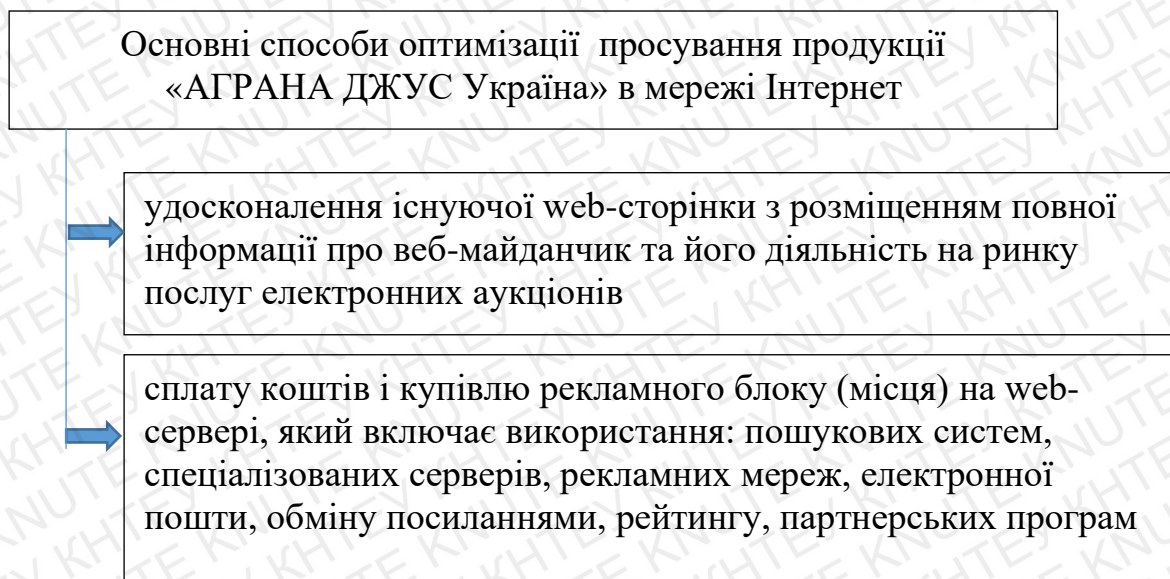 Основні способи оптимізації просування продукції
«АГРАНА ДЖУС Україна» в мережі Інтернет
удосконалення існуючої web-сторінки з розміщенням повної
інформації про веб-майданчик та його діяльність на ринку
послуг електронних аукціонів
сплату коштів і купівлю рекламного блоку (місця) на web-
сервері, який включає використання: пошукових систем,
спеціалізованих серверів, рекламних мереж, електронної
пошти, обміну посиланнями, рейтингу, партнерських програм